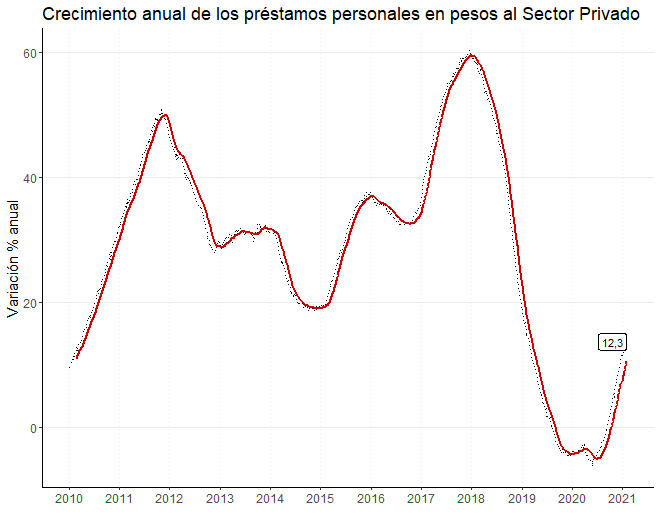 Crecimiento anual de los préstamos personales en pesos al Sector Privado
Variación % anual
60
40
20
0
12,3
2010 2011 2012 2013 2014 2015 2016 2017 2018 2019 2020 2021